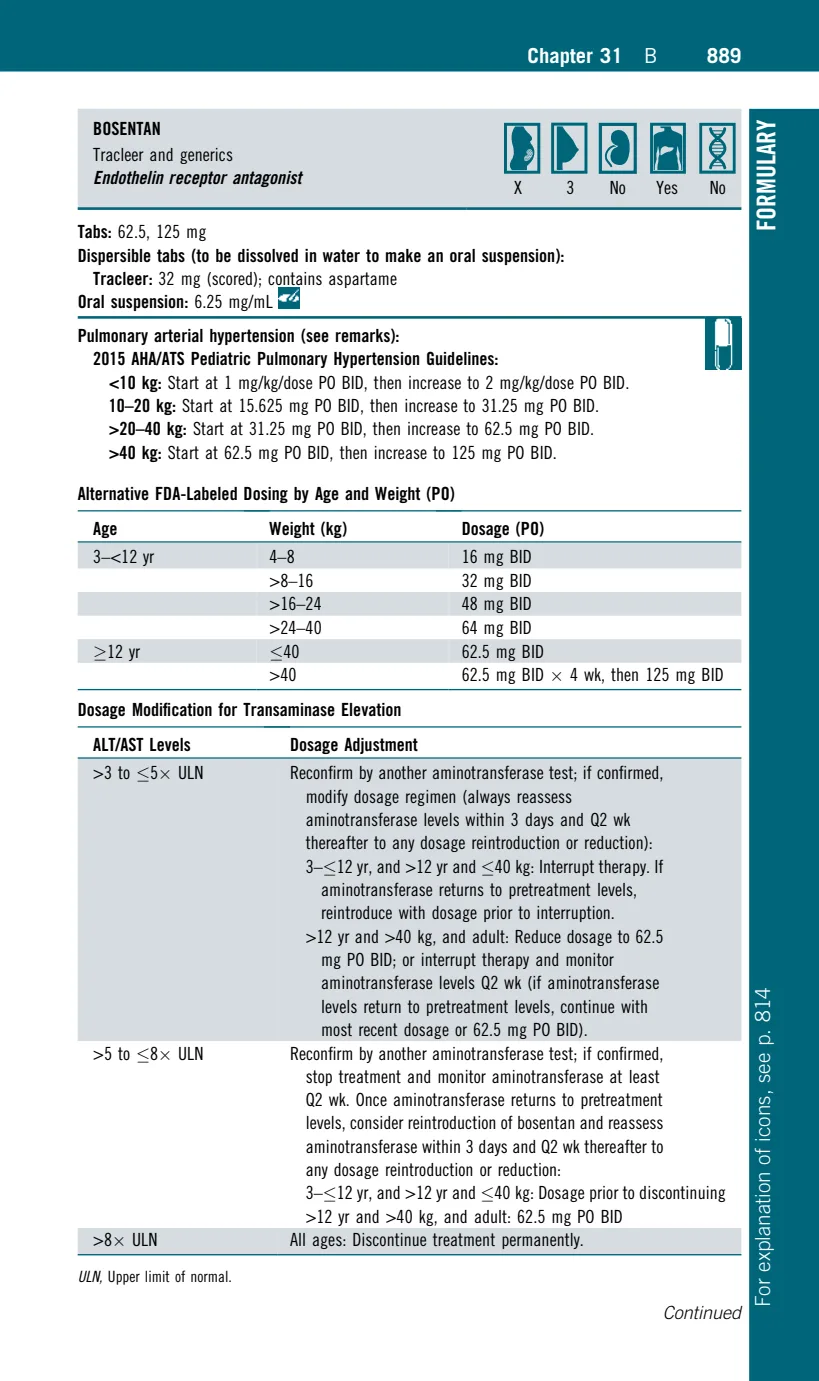 Chapter 31 B 889
BOSENTAN
Tracleer and generics
Endothelin receptor antagonist
X 3 No Yes No
FORMULARY
Tabs: 62.5, 125 mg
Dispersible tabs (to be dissolved in water to make an oral suspension):
Tracleer: 32 mg (scored); contains aspartame
Oral suspension: 6.25 mg/mL
Pulmonary arterial hypertension (see remarks):
2015 AHA/ATS Pediatric Pulmonary Hypertension Guidelines:
<10 kg: Start at 1 mg/kg/dose PO BID, then increase to 2 mg/kg/dose PO BID.
10–20 kg: Start at 15.625 mg PO BID, then increase to 31.25 mg PO BID.
>20–40 kg: Start at 31.25 mg PO BID, then increase to 62.5 mg PO BID.
>40 kg: Start at 62.5 mg PO BID, then increase to 125 mg PO BID.
Alternative FDA-Labeled Dosing by Age and Weight (PO)
Age Weight (kg) Dosage (PO)
3–<12 yr 4–8 16 mg BID
>8–16 32 mg BID
>16–24 48 mg BID
>24–40 64 mg BID
≥12 yr ≤40 62.5 mg BID
>40 62.5 mg BID × 4 wk, then 125 mg BID
Dosage Modification for Transaminase Elevation
ALT/AST Levels Dosage Adjustment
>3 to ≤5× ULN Reconfirm by another aminotransferase test; if confirmed,
modify dosage regimen (always reassess
aminotransferase levels within 3 days and Q2 wk
thereafter to any dosage reintroduction or reduction):
3–≤12 yr, and >12 yr and ≤40 kg: Interrupt therapy. If
aminotransferase returns to pretreatment levels,
reintroduce with dosage prior to interruption.
>12 yr and >40 kg, and adult: Reduce dosage to 62.5
mg PO BID; or interrupt therapy and monitor
aminotransferase levels Q2 wk (if aminotransferase
levels return to pretreatment levels, continue with
most recent dosage or 62.5 mg PO BID).
>5 to ≤8× ULN Reconfirm by another aminotransferase test; if confirmed,
stop treatment and monitor aminotransferase at least
Q2 wk. Once aminotransferase returns to pretreatment
levels, consider reintroduction of bosentan and reassess
aminotransferase within 3 days and Q2 wk thereafter to
any dosage reintroduction or reduction:
3–≤12 yr, and >12 yr and ≤40 kg: Dosage prior to discontinuing
>12 yr and >40 kg, and adult: 62.5 mg PO BID
>8× ULN All ages: Discontinue treatment permanently.
ULN, Upper limit of normal.
Continued
For explanation of icons, see p. 814